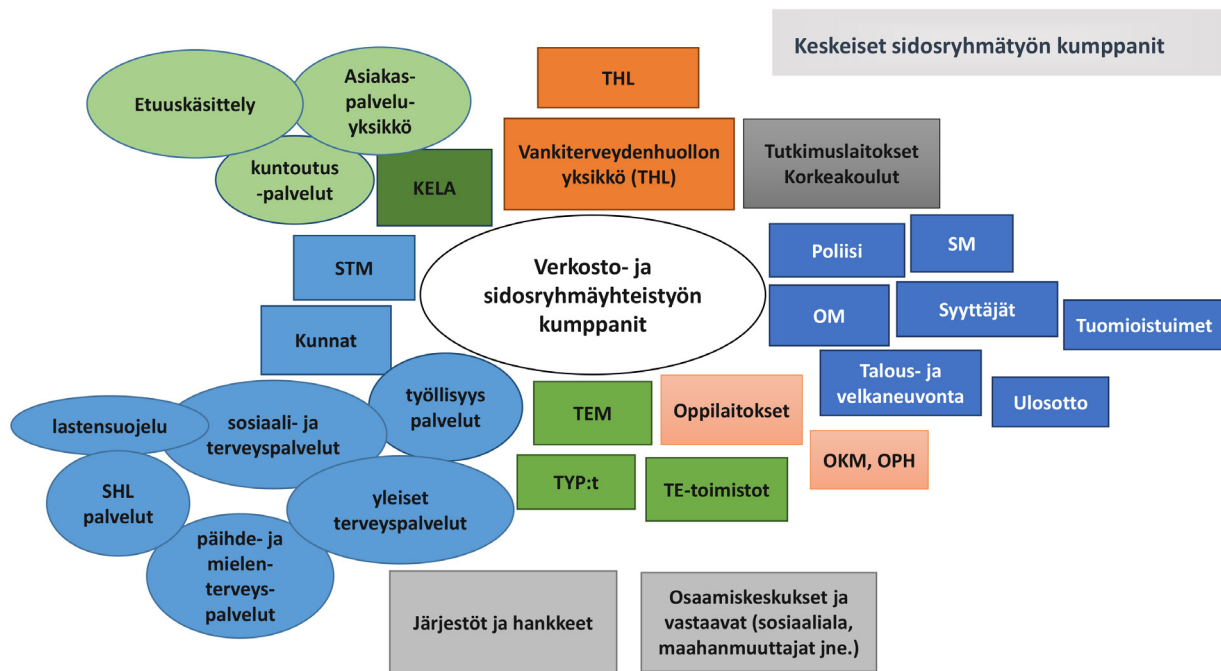 Keskeiset sidosryhmätyön kumppanit
Etuuskäsittely
Asiakas-
palvelu-
yksikkö
kuntoutus
-palvelut
KELA
THL
Vankiterveydenhuollon
yksikkö (THL)
Tutkimuslaitokset
Korkeakoulut
STM
Kunnat
Verkosto- ja
sidosryhmäyhteistyön
kumppanit
Poliisi
SM
OM
Syyttäjät
Tuomioistuimet
Talous- ja
velkaneuvonta
Ulosotto
työllisyys
palvelut
sosiaali- ja
terveyspalvelut
lastensuojelu
SHL
palvelut
yleiset
terveyspalvelut
päihde- ja
mielen-
terveys-
palvelut
TEM
Oppilaitokset
OKM, OPH
TYP:t
TE-toimistot
Järjestöt ja hankkeet
Osaamiskeskukset ja
vastaavat (sosiaaliala,
maahanmuuttajat jne.)